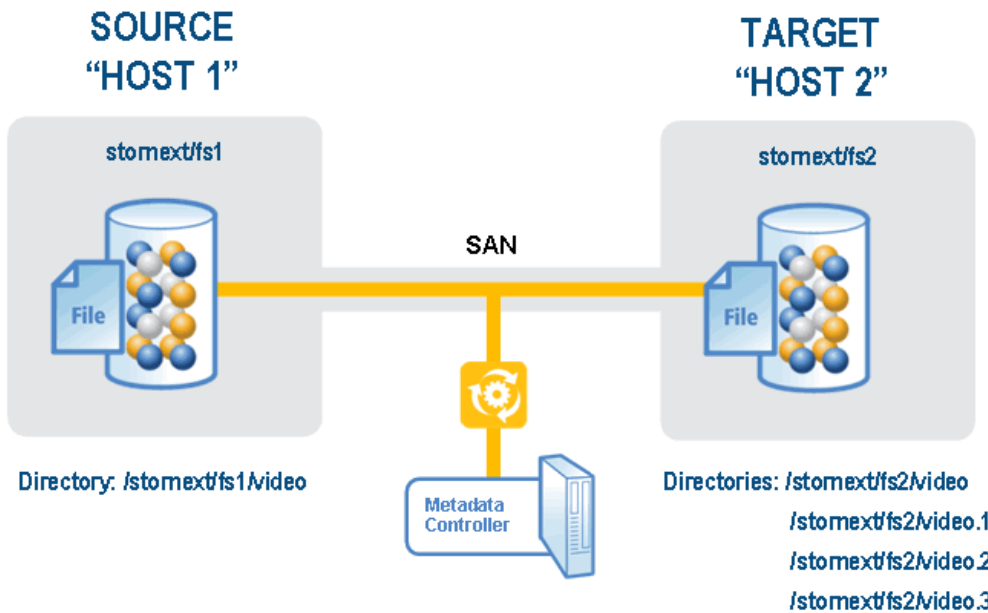 SOURCE
“HOST 1”
TARGET
“HOST 2”
stornext/fs1
stornext/fs2
SAN
File
File
Directory: /stornext/fs1/video
Metadata
Controller
Directories: /stornext/fs2/video
/stornext/fs2/video.1
/stornext/fs2/video.2
/stornext/fs2/video.3